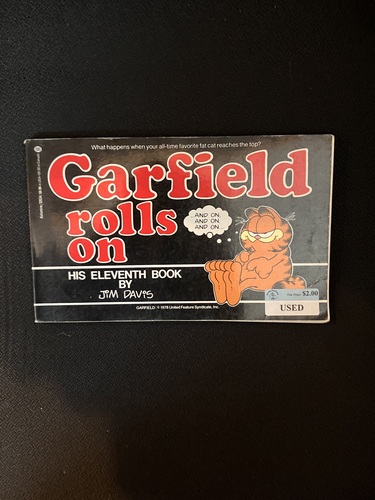 What happens when your all-time favorite fat cat reaches the top?
Garfield
rolls
on
AND ON,
AND ON,
AND ON...
HIS ELEVENTH BOOK
BY
JIM DAVIS
GARFIELD: © 1978 United Feature Syndicate, Inc.
$2.00
USED